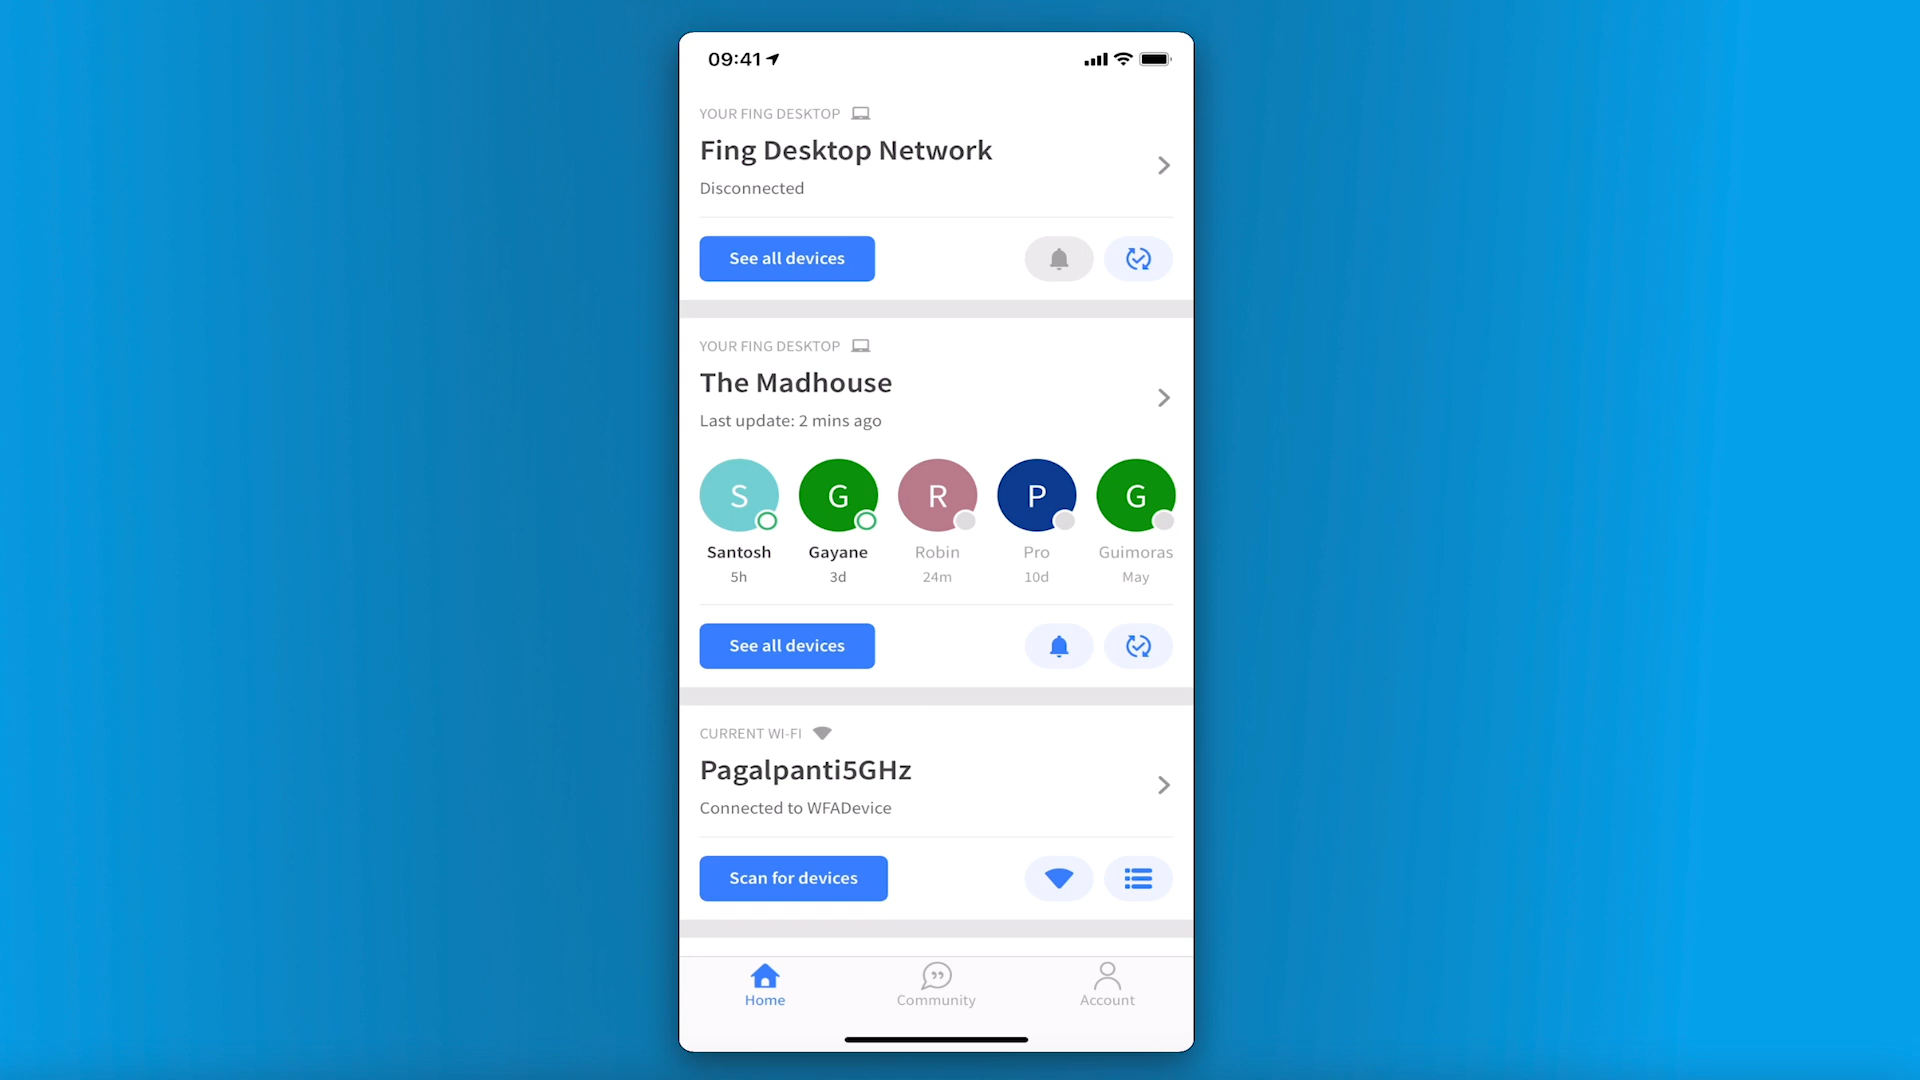 09:41
YOUR FING DESKTOP
Fing Desktop Network
Disconnected
See all devices
YOUR FING DESKTOP
The Madhouse
Last update: 2 mins ago
S G R P G
Santosh Gayane Robin Pro Guimoras
5h 3d 24m 10d May
See all devices
CURRENT WI-FI
Pagalpanti5GHz
Connected to WFADevice
Scan for devices
Home Community Account